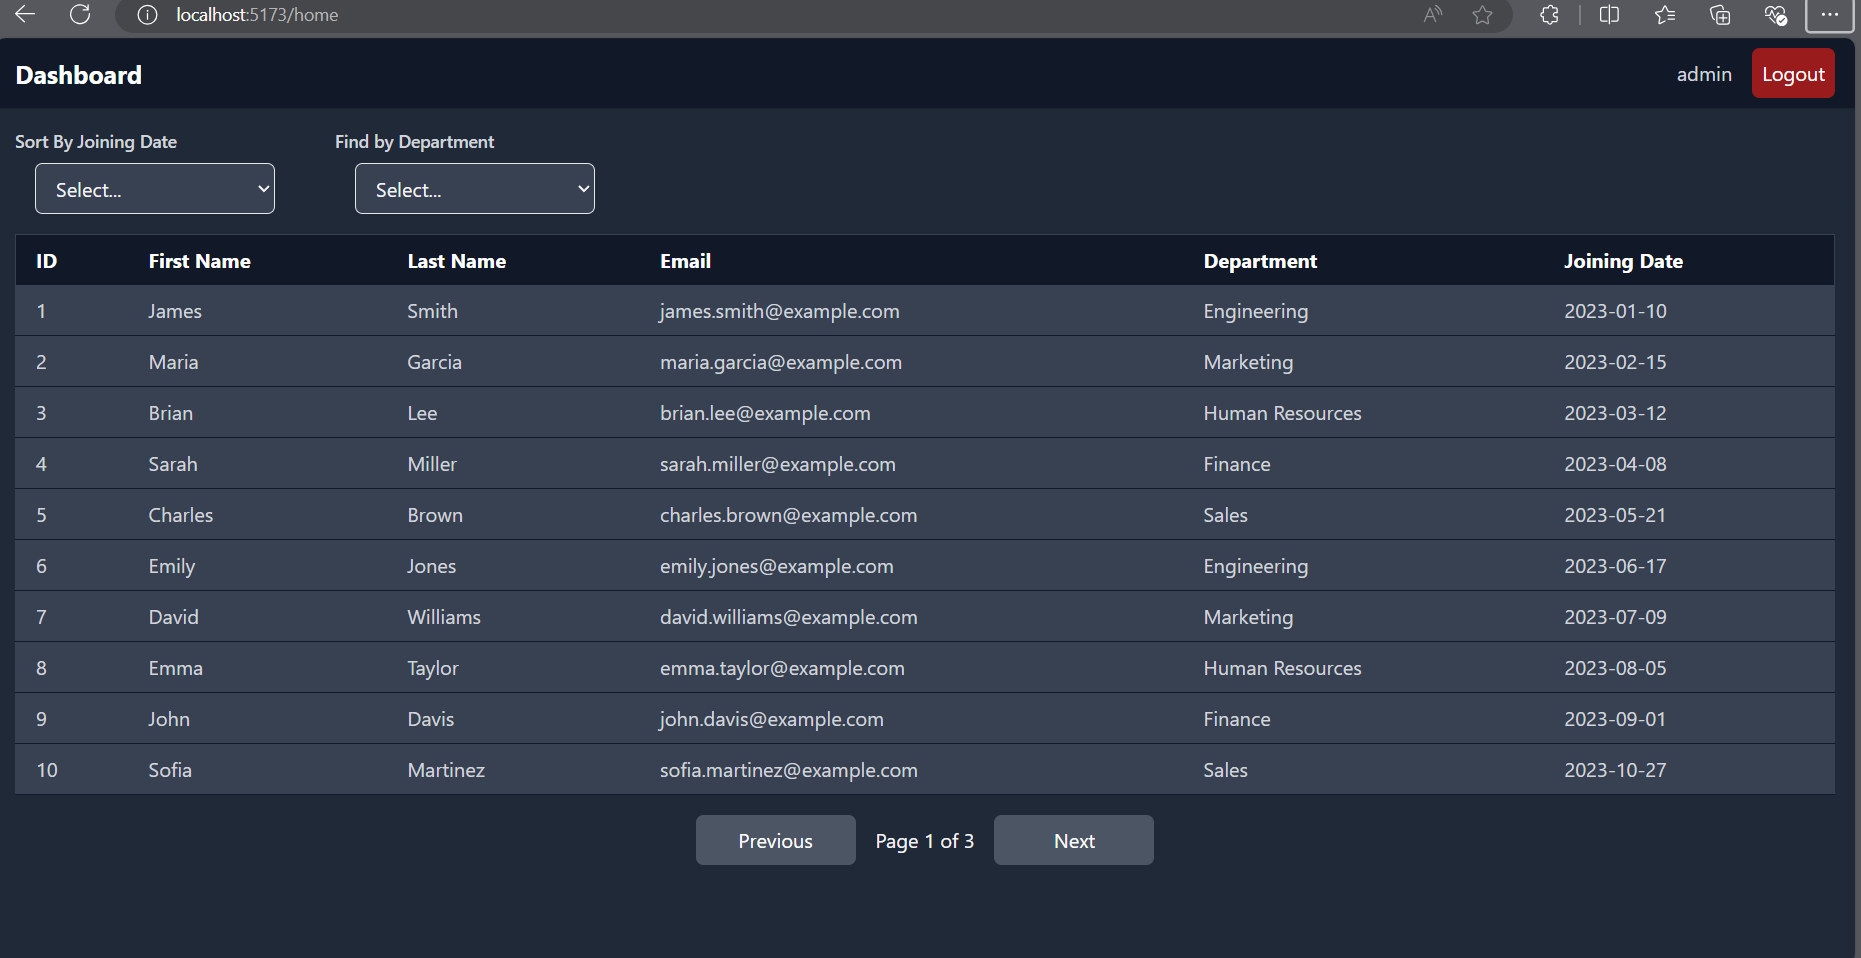 localhost:5173/home
Dashboard admin Logout
Sort By Joining Date Find by Department
Select... Select...
ID First Name Last Name Email Department Joining Date
1 James Smith james.smith@example.com Engineering 2023-01-10
2 Maria Garcia maria.garcia@example.com Marketing 2023-02-15
3 Brian Lee brian.lee@example.com Human Resources 2023-03-12
4 Sarah Miller sarah.miller@example.com Finance 2023-04-08
5 Charles Brown charles.brown@example.com Sales 2023-05-21
6 Emily Jones emily.jones@example.com Engineering 2023-06-17
7 David Williams david.williams@example.com Marketing 2023-07-09
8 Emma Taylor emma.taylor@example.com Human Resources 2023-08-05
9 John Davis john.davis@example.com Finance 2023-09-01
10 Sofia Martinez sofia.martinez@example.com Sales 2023-10-27
Previous Page 1 of 3 Next